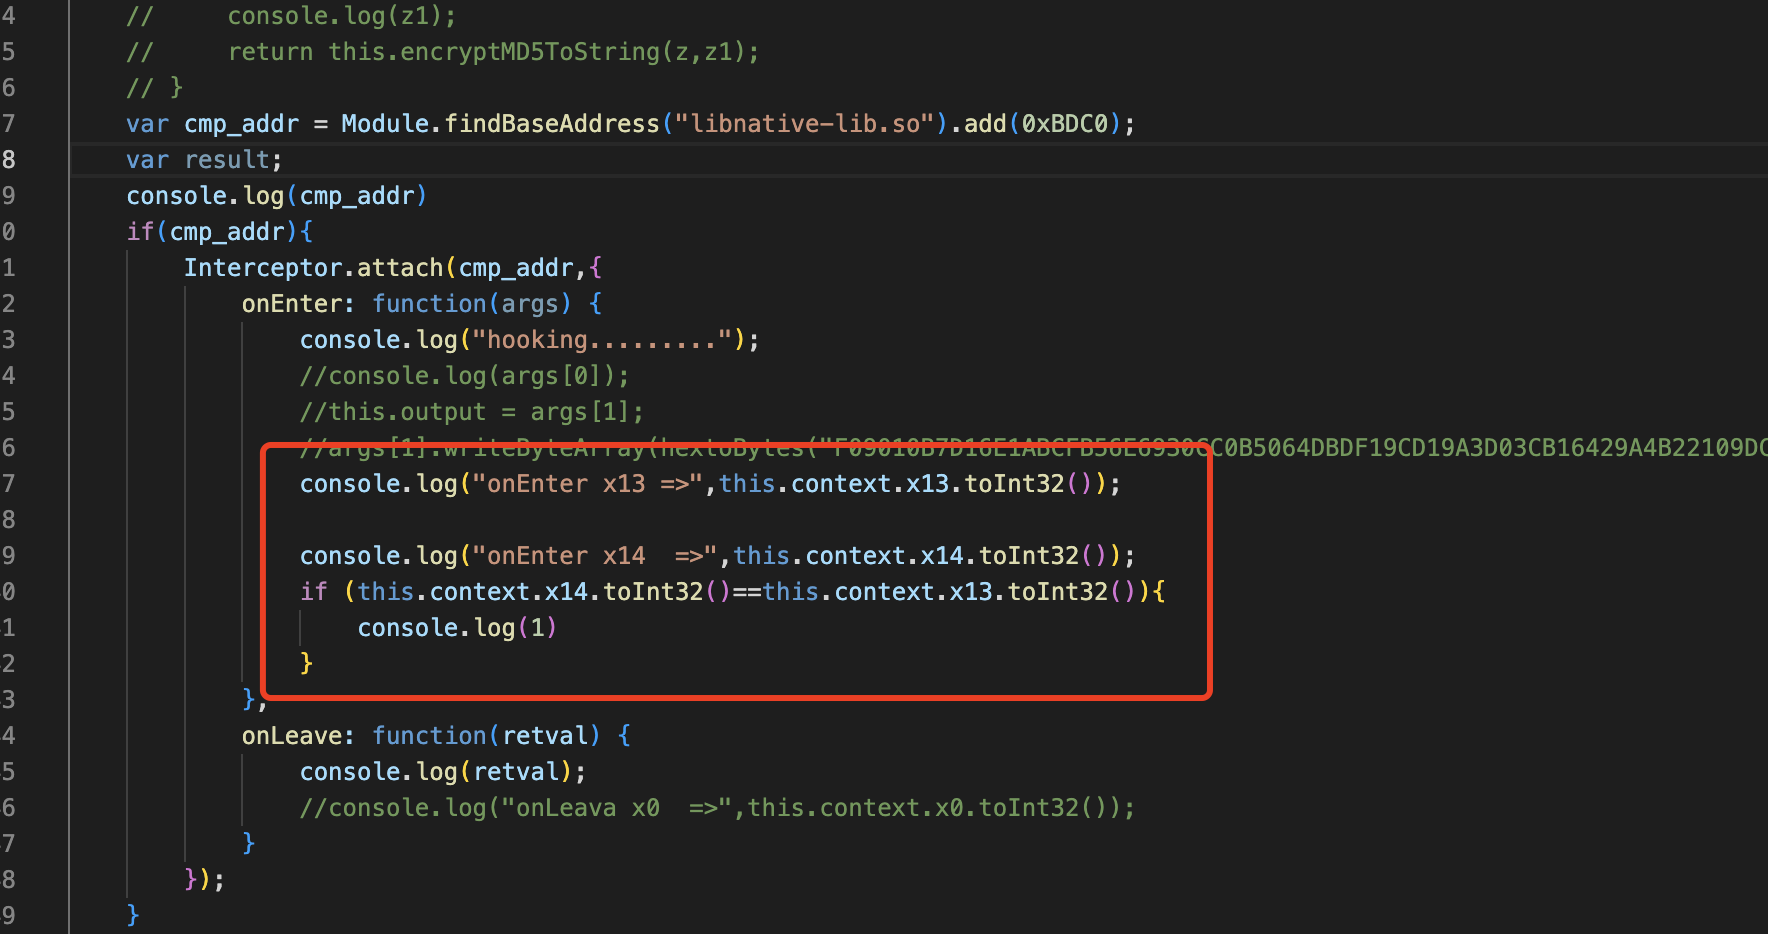 4 //     console.log(z1);
5 //     return this.encryptMD5ToString(z,z1);
6 // }
7 var cmp_addr = Module.findBaseAddress("libnative-lib.so").add(0xBDC0);
8 var result;
9 console.log(cmp_addr)
0 if(cmp_addr){
1 Interceptor.attach(cmp_addr,{
2 onEnter: function(args) {
3 console.log("hooking.........");
4 //console.log(args[0]);
5 //this.output = args[1];
6 //args[1].writeByteArray(hextoBytes("F09010B7D16E1ABCFB56E6930CC0B5064DBDF19CD19A3D03CB16429A4B22109DC
7 console.log("onEnter x13 =>",this.context.x13.toInt32());
8
9 console.log("onEnter x14  =>",this.context.x14.toInt32());
0 if (this.context.x14.toInt32()==this.context.x13.toInt32()){
1 console.log(1)
2 }
3 },
4 onLeave: function(retval) {
5 console.log(retval);
6 //console.log("onLeava x0  =>",this.context.x0.toInt32());
7 }
8 });
9 }